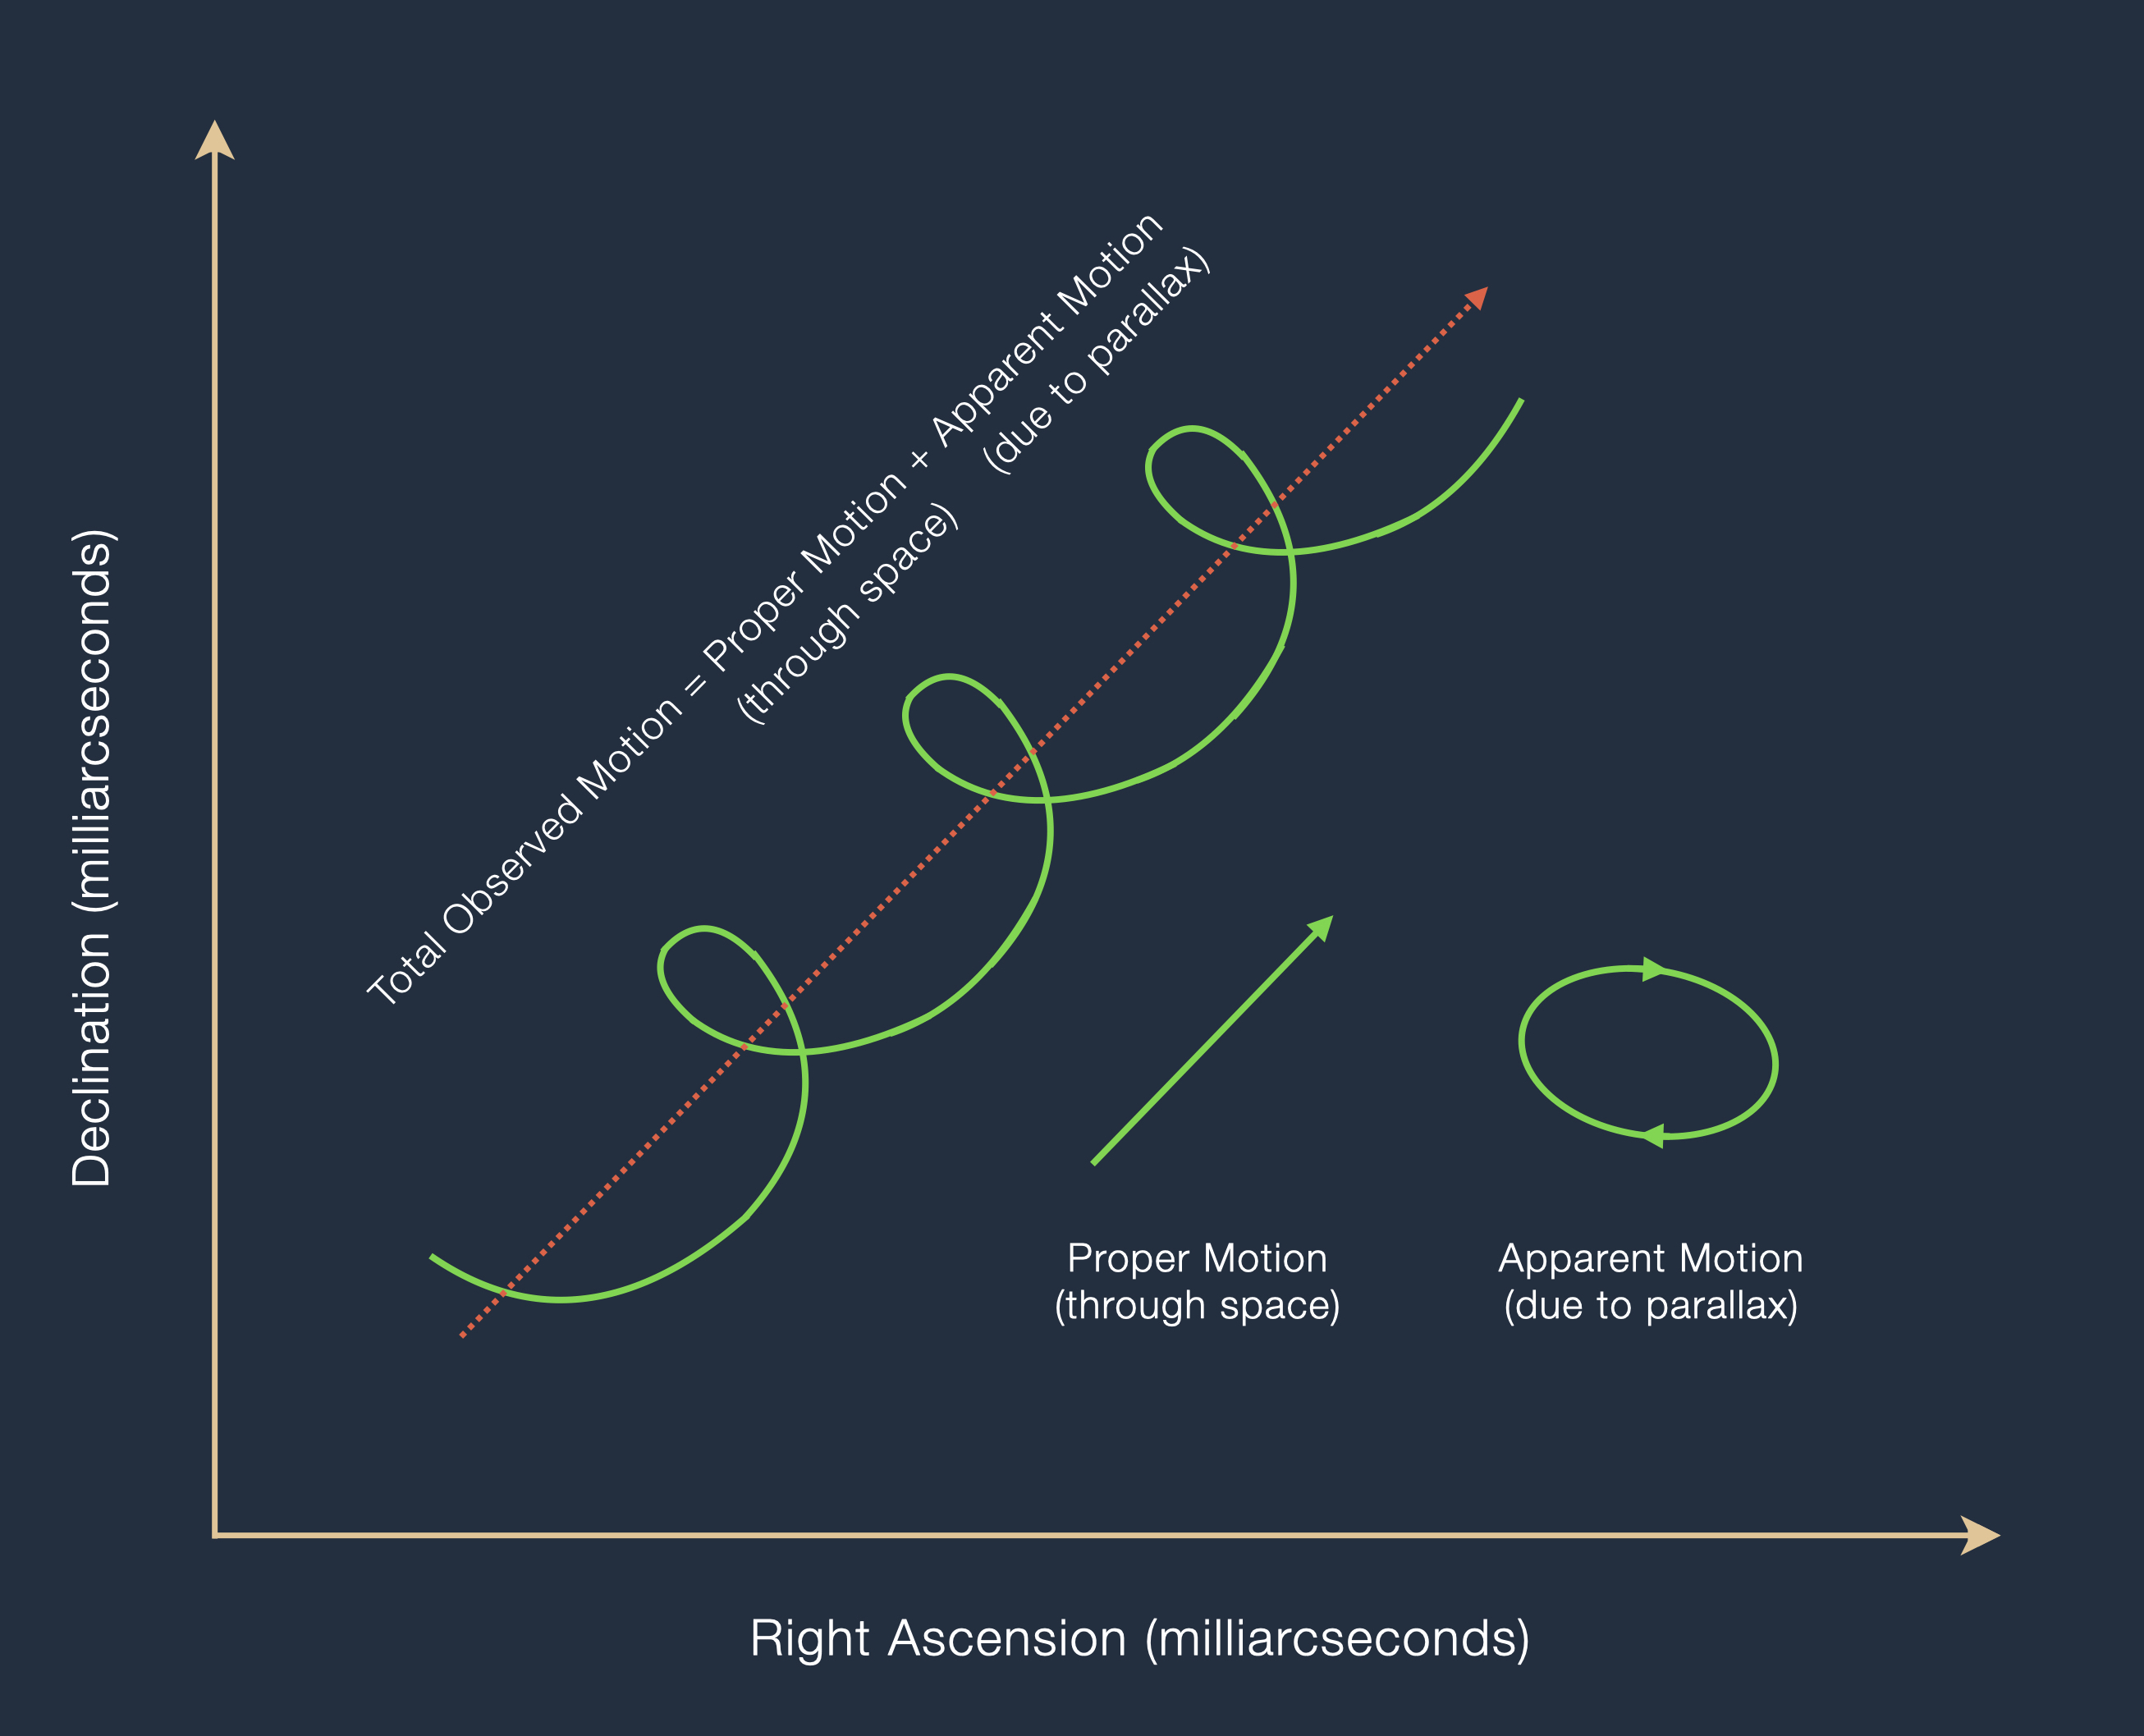 Total Observed Motion = Proper Motion + Apparent Motion
(through space) (due to parallax)
Declination (milliarcseconds)
Proper Motion
(through space)
Apparent Motion
(due to parallax)
Right Ascension (milliarcseconds)